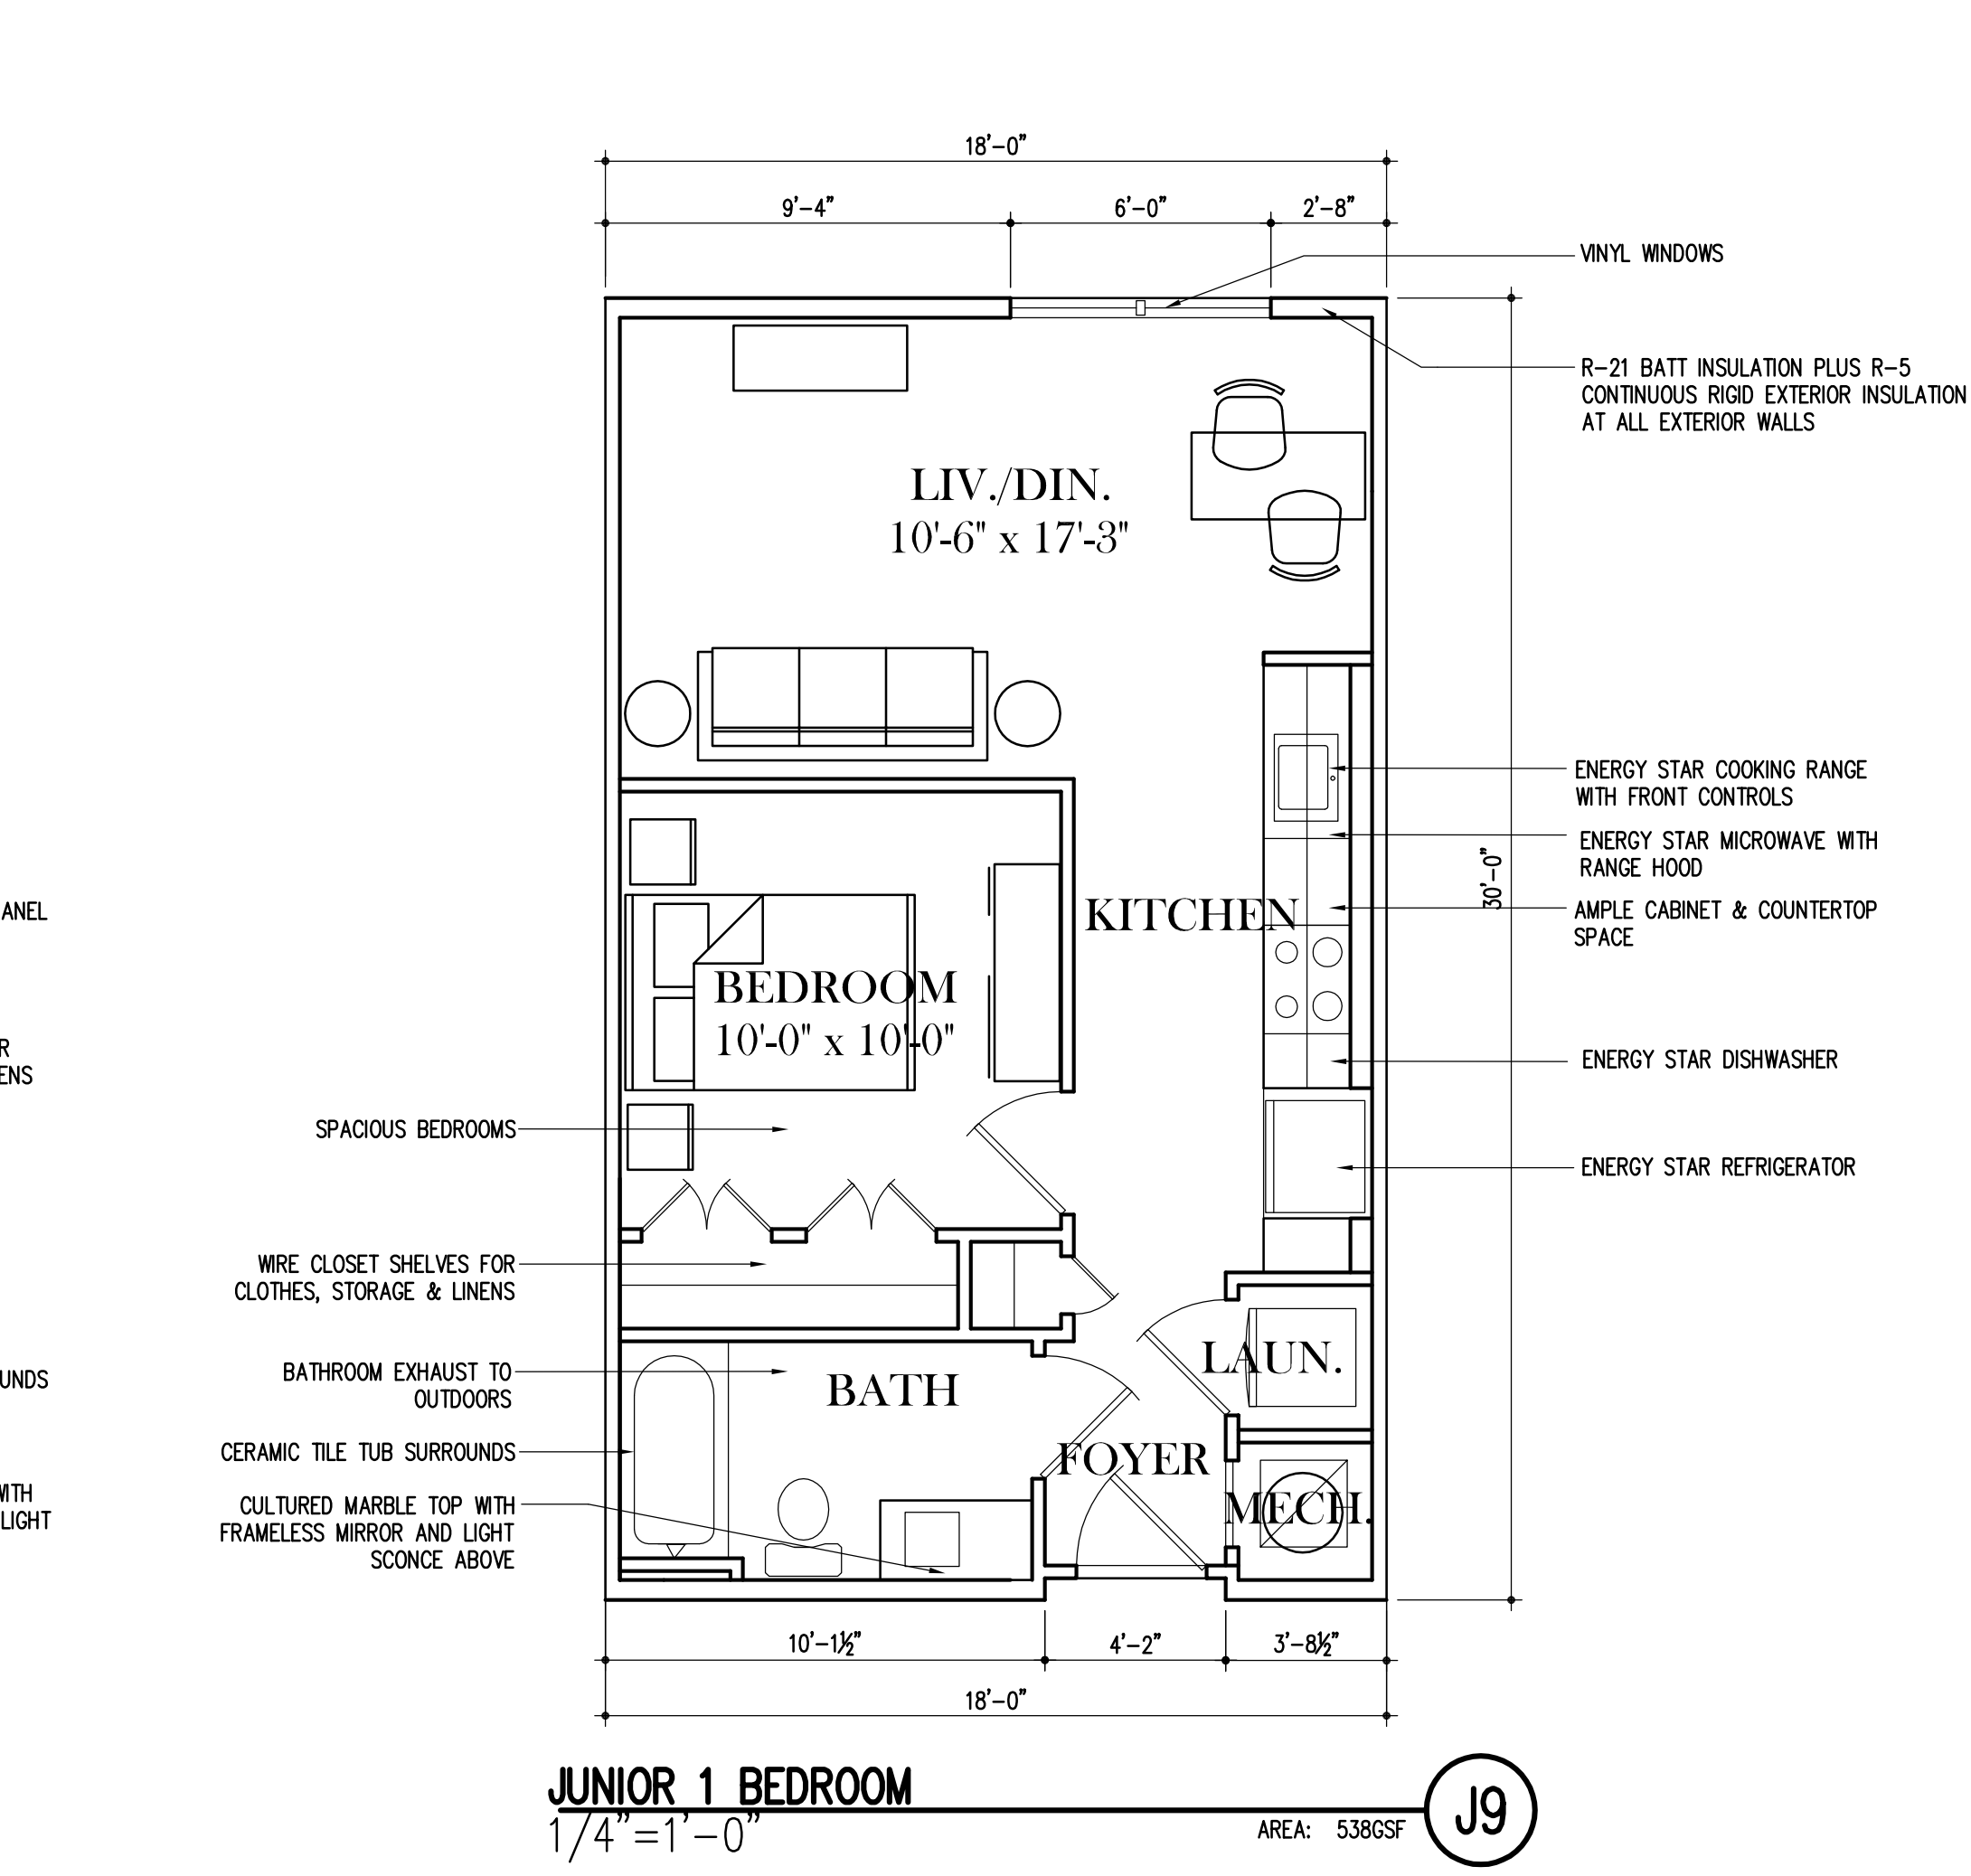 18'-0"
9'-4"
6'-0"
2'-8"
VINYL WINDOWS
R-21 BATT INSULATION PLUS R-5
CONTINUOUS RIGID EXTERIOR INSULATION
AT ALL EXTERIOR WALLS
LIV./DIN.
10'-6" x 17'-3"
ENERGY STAR COOKING RANGE
WITH FRONT CONTROLS
ENERGY STAR MICROWAVE WITH
RANGE HOOD
30'-0"
AMPLE CABINET & COUNTERTOP
SPACE
KITCHEN
ANEL
BEDROOM
10'-0" x 10'-0"
R
ENS
ENERGY STAR DISHWASHER
SPACIOUS BEDROOMS
ENERGY STAR REFRIGERATOR
WIRE CLOSET SHELVES FOR
CLOTHES, STORAGE & LINENS
LAUN.
UNDS
BATHROOM EXHAUST TO
OUTDOORS
BATH
CERAMIC TILE TUB SURROUNDS
FOYER
ITH
LIGHT
CULTURED MARBLE TOP WITH
FRAMELESS MIRROR AND LIGHT
SCONCE ABOVE
MECH.
10'-1½"
4'-2"
3'-8½"
18'-0"
JUNIOR 1 BEDROOM
1/4"=1'-0"
AREA: 538GSF
J9